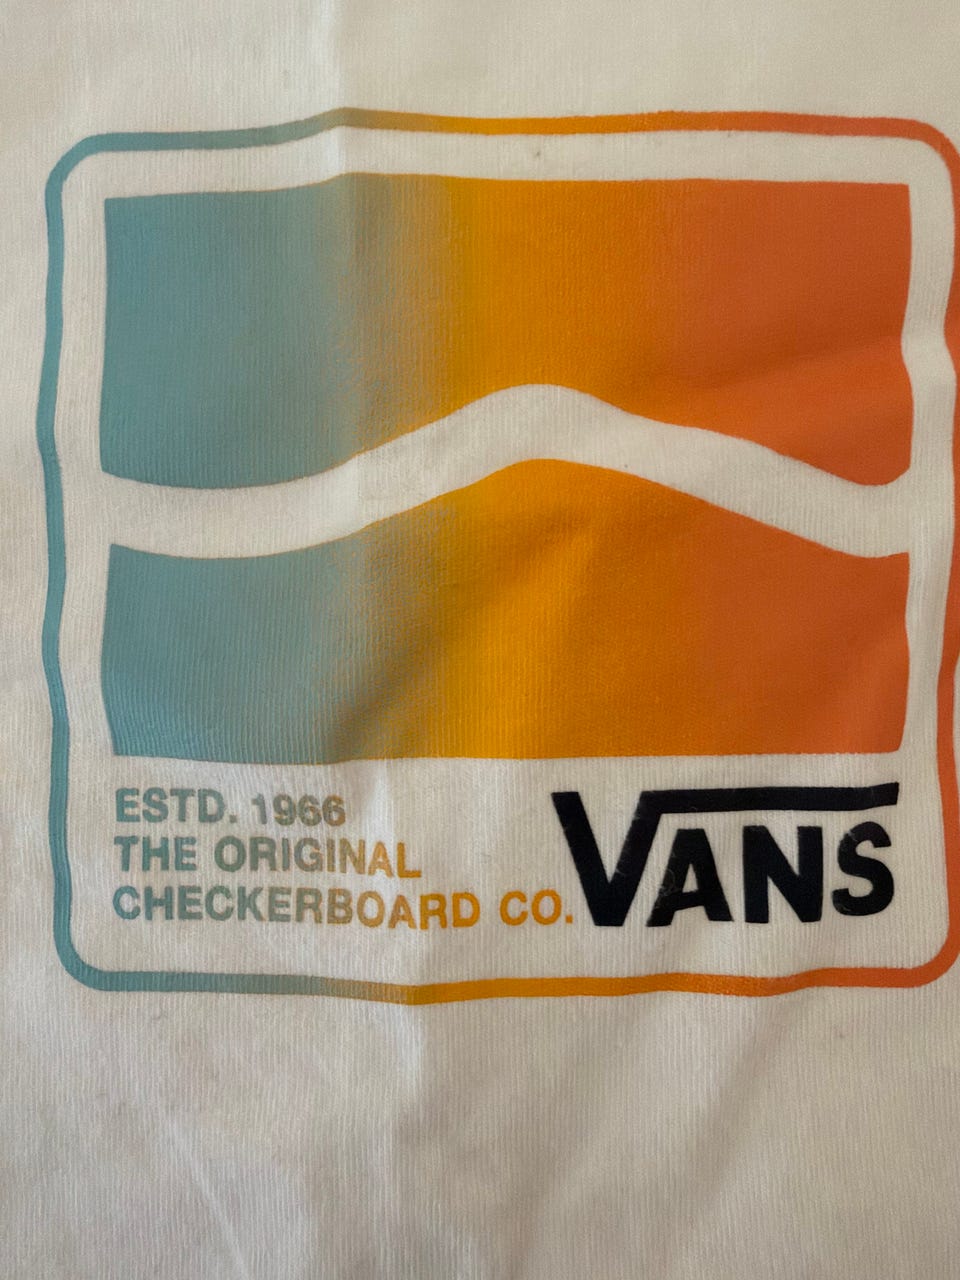 ESTD. 1966
THE ORIGINAL
CHECKERBOARD CO.
VANS